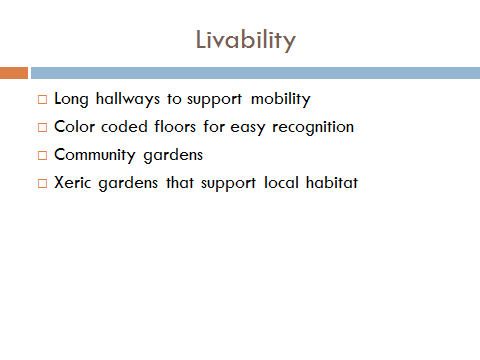 Livability
Long hallways to support mobility
Color coded floors for easy recognition
Community gardens
Xeric gardens that support local habitat